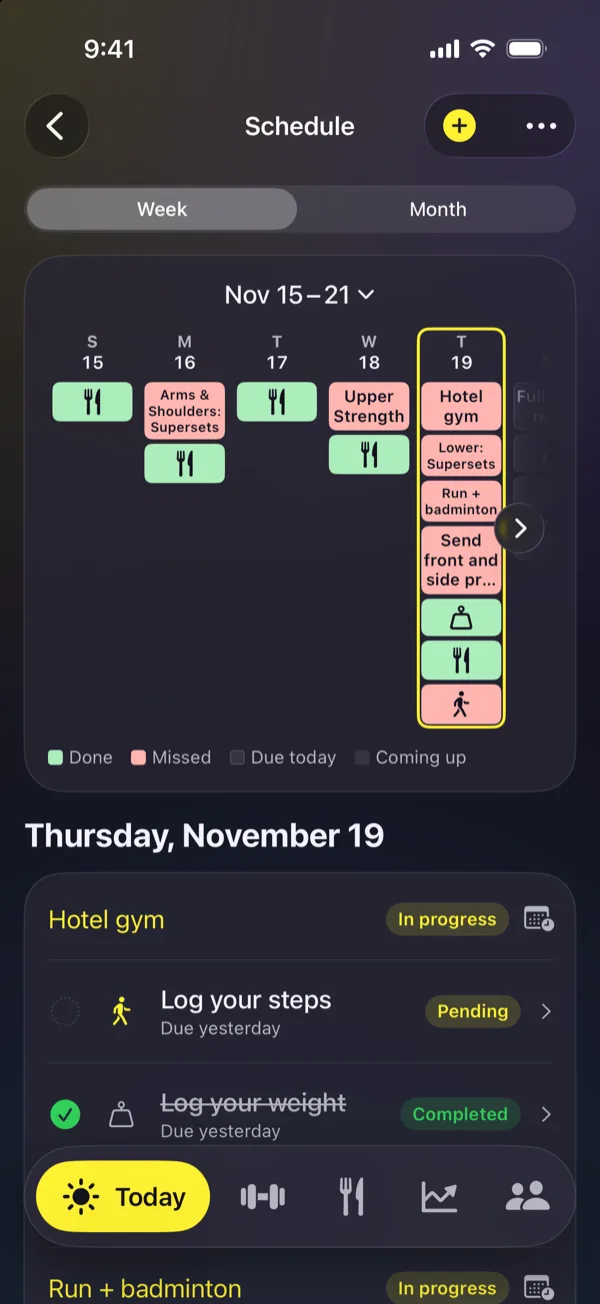 9:41
Schedule
Week
Month
Nov 15–21
S
15
M
16
T
17
W
18
T
19
Arms &
Shoulders:
Supersets
Upper
Strength
Hotel
gym
Lower:
Supersets
Run +
badminton
Send
front and
side pr...
Full
Done
Missed
Due today
Coming up
Thursday, November 19
Hotel gym
In progress
Log your steps
Due yesterday
Pending
Log your weight
Due yesterday
Completed
Today
Run + badminton
In progress